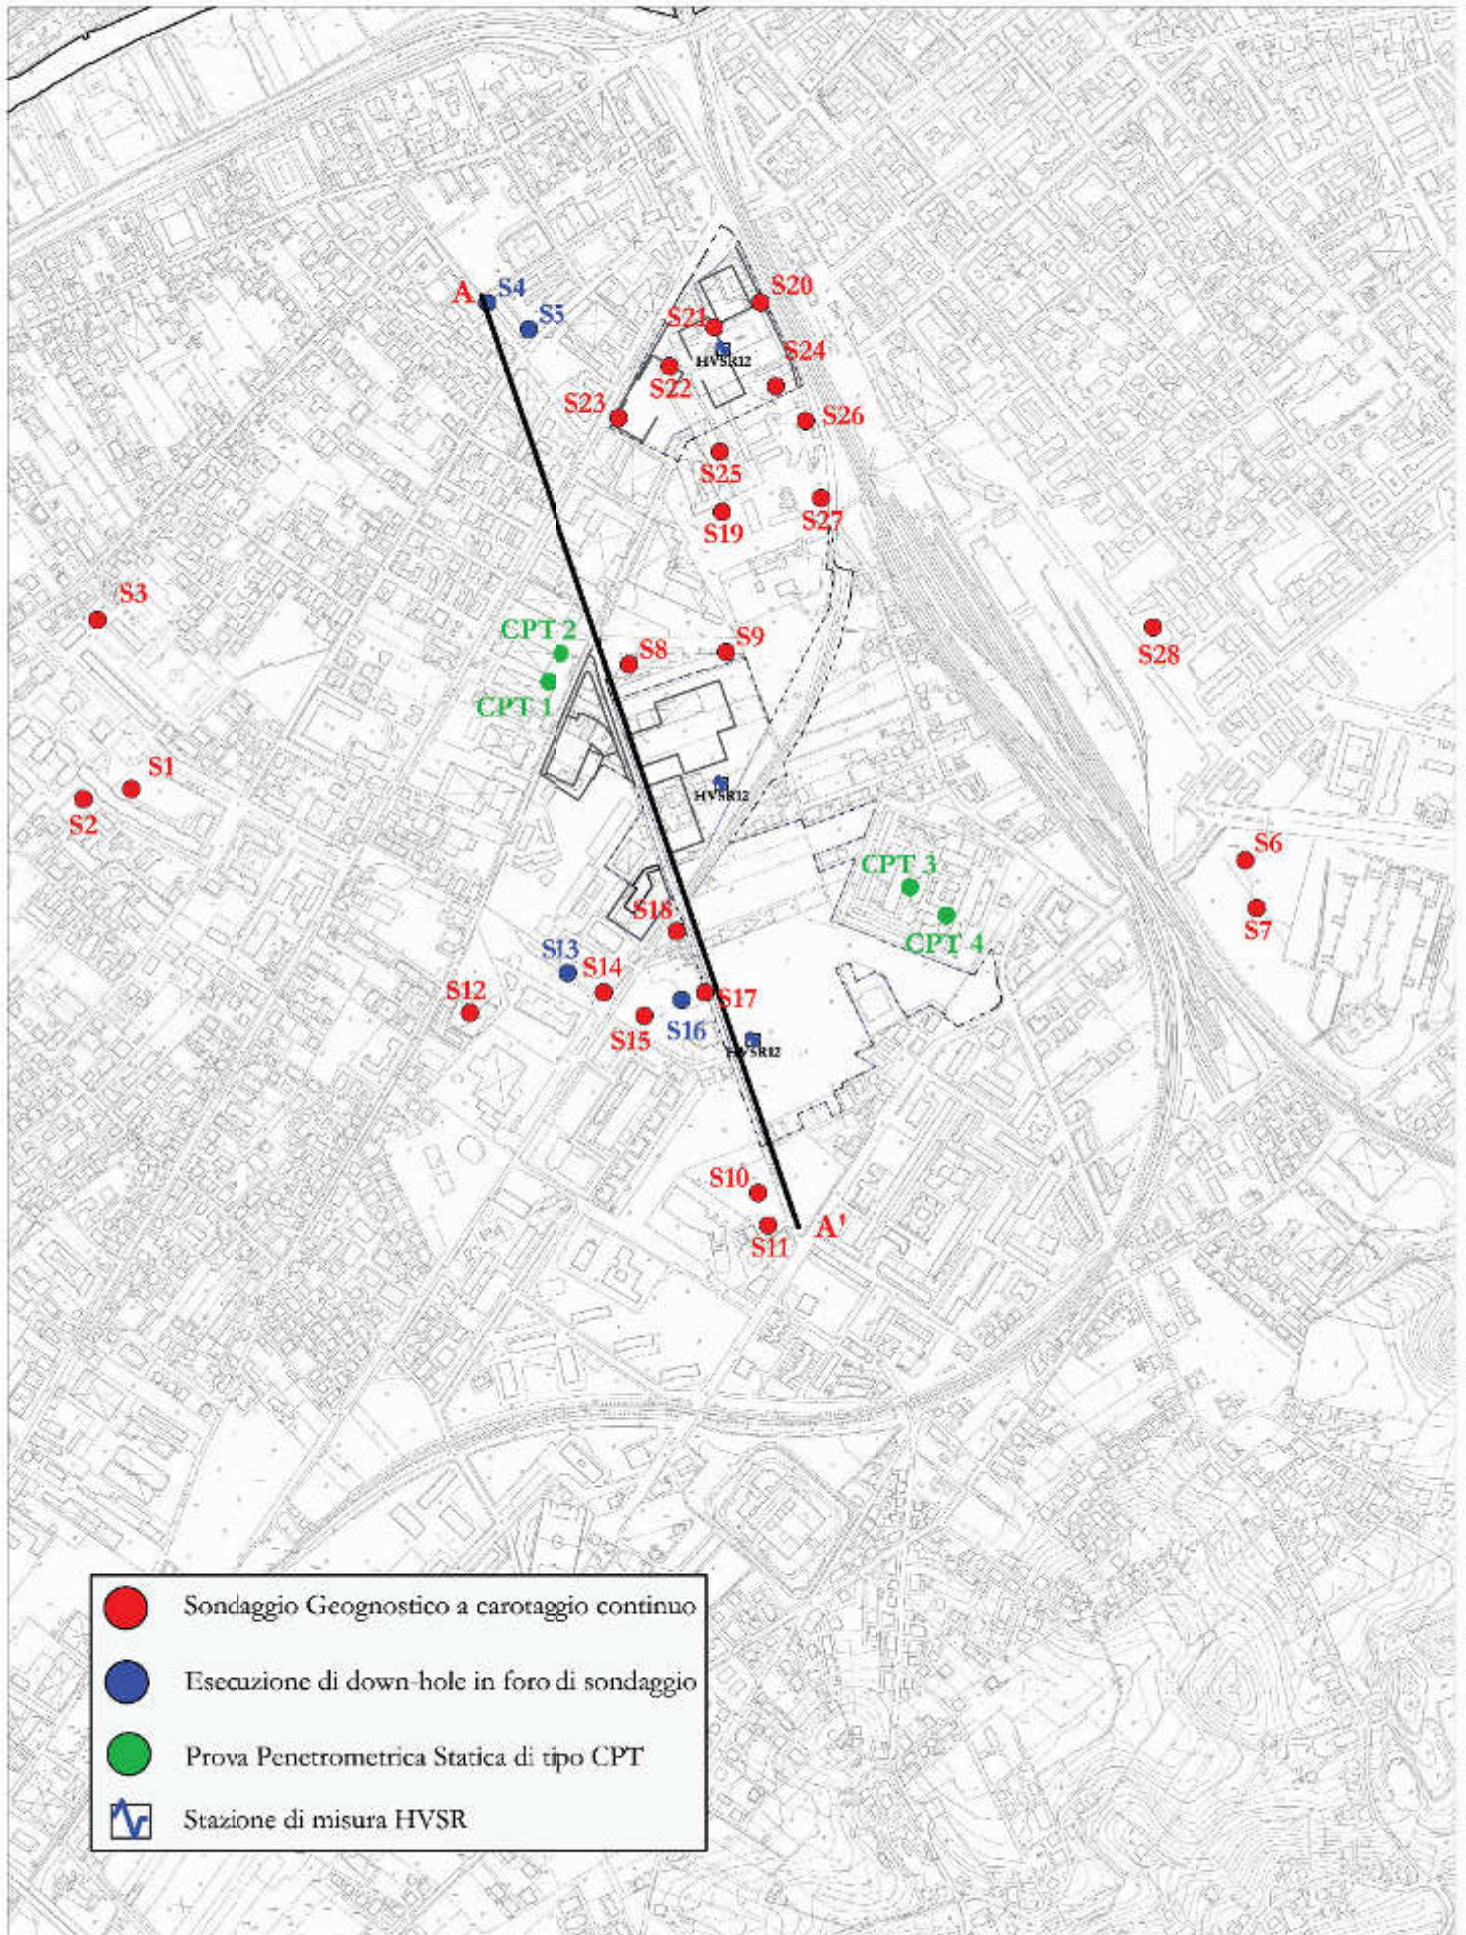 S4
A
S5
S20
S21
HVSR12
S24
S22
S23
S26
S25
S27
S19
S3
CPT 2
S8
S9
S28
CPT 1
S1
S2
HVSR12
S6
CPT 3
S7
S18
CPT 4
S13
S14
S12
S17
S15
S16
HVSR12
S10
S11
A'
Sondaggio Geognostico a carotaggio continuo
Esecuzione di down-hole in foro di sondaggio
Prova Penetrometrica Statica di tipo CPT
Stazione di misura HVSR